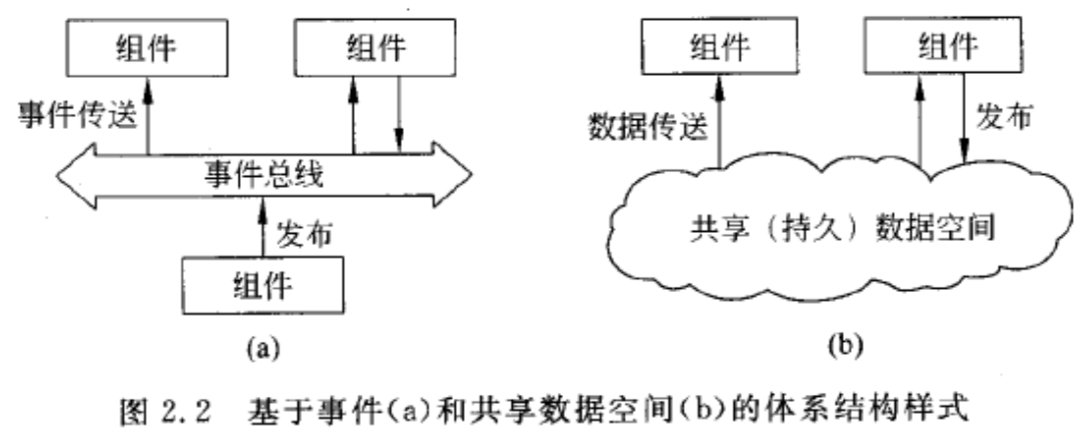 组件
组件
事件传送
事件总线
发布
组件
(a)
组件
组件
数据传送
发布
共享（持久）数据空间
(b)
图 2.2 基于事件(a)和共享数据空间(b)的体系结构样式